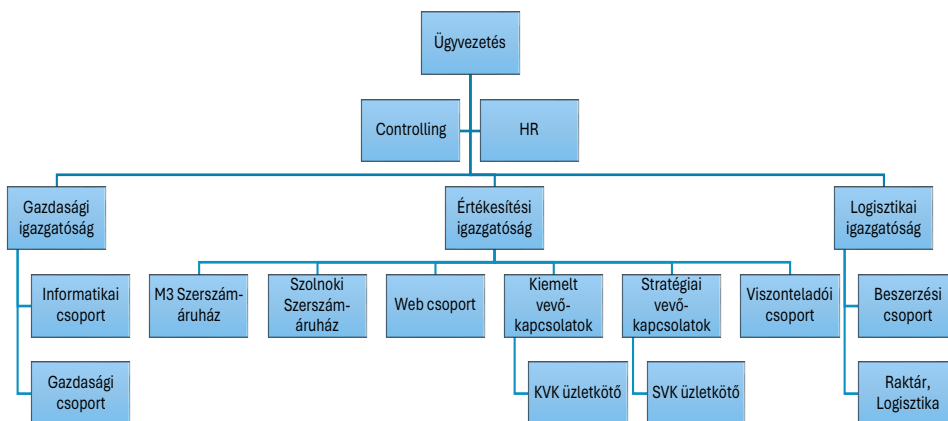 Ügyvezetés
Controlling
HR
Gazdasági
igazgatóság
Értékesítési
igazgatóság
Logisztikai
igazgatóság
Informatikai
csoport
M3 Szerszám-
áruház
Szolnoki
Szerszám-
áruház
Web csoport
Kiemelt
vevő-
kapcsolatok
Stratégiai
vevő-
kapcsolatok
Viszonteladói
csoport
Beszerzési
csoport
Gazdasági
csoport
KVK üzletkötő
SVK üzletkötő
Raktár,
Logisztika